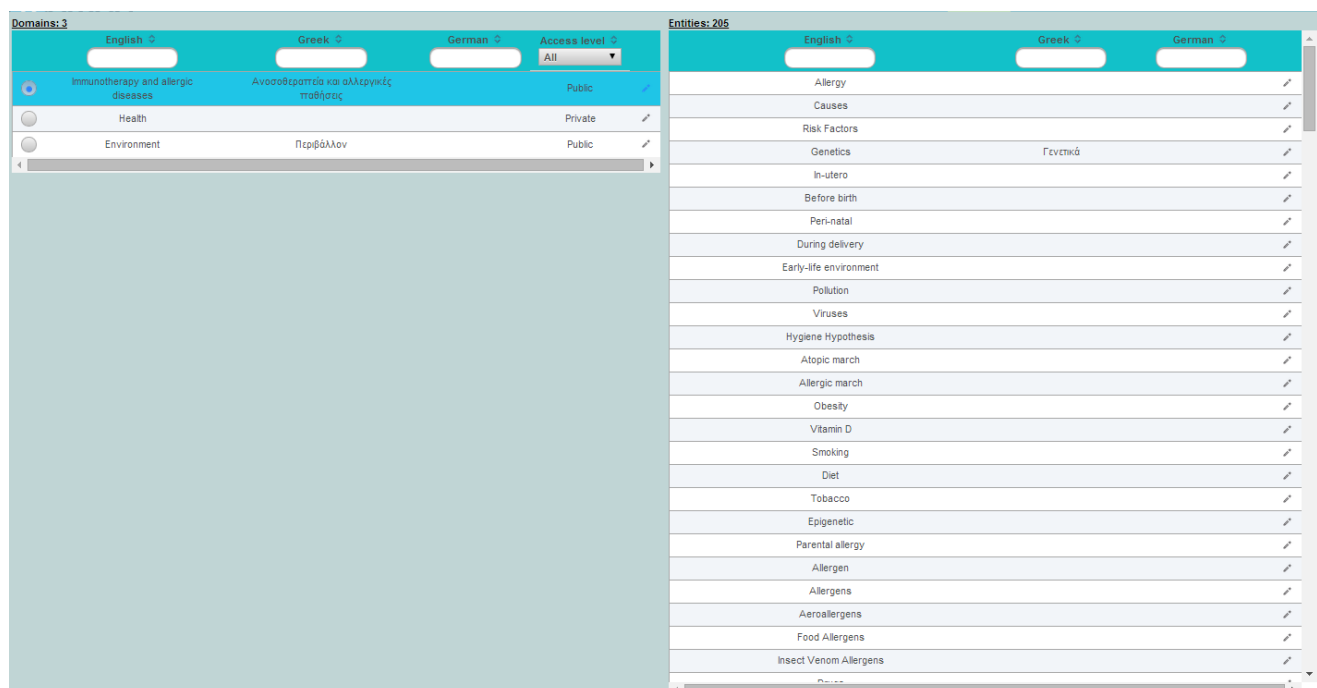 Domains: 3
English Greek German Access level
All
Immunotherapy and allergic diseases Ανοσοθεραπεία και αλλεργικές παθήσεις Public
Health Private
Environment Περιβάλλον Public
Entities: 205
English Greek German
Allergy
Causes
Risk Factors
Genetics Γενετικά
In-utero
Before birth
Peri-natal
During delivery
Early-life environment
Pollution
Viruses
Hygiene Hypothesis
Atopic march
Allergic march
Obesity
Vitamin D
Smoking
Diet
Tobacco
Epigenetic
Parental allergy
Allergen
Allergens
Aeroallergens
Food Allergens
Insect Venom Allergens